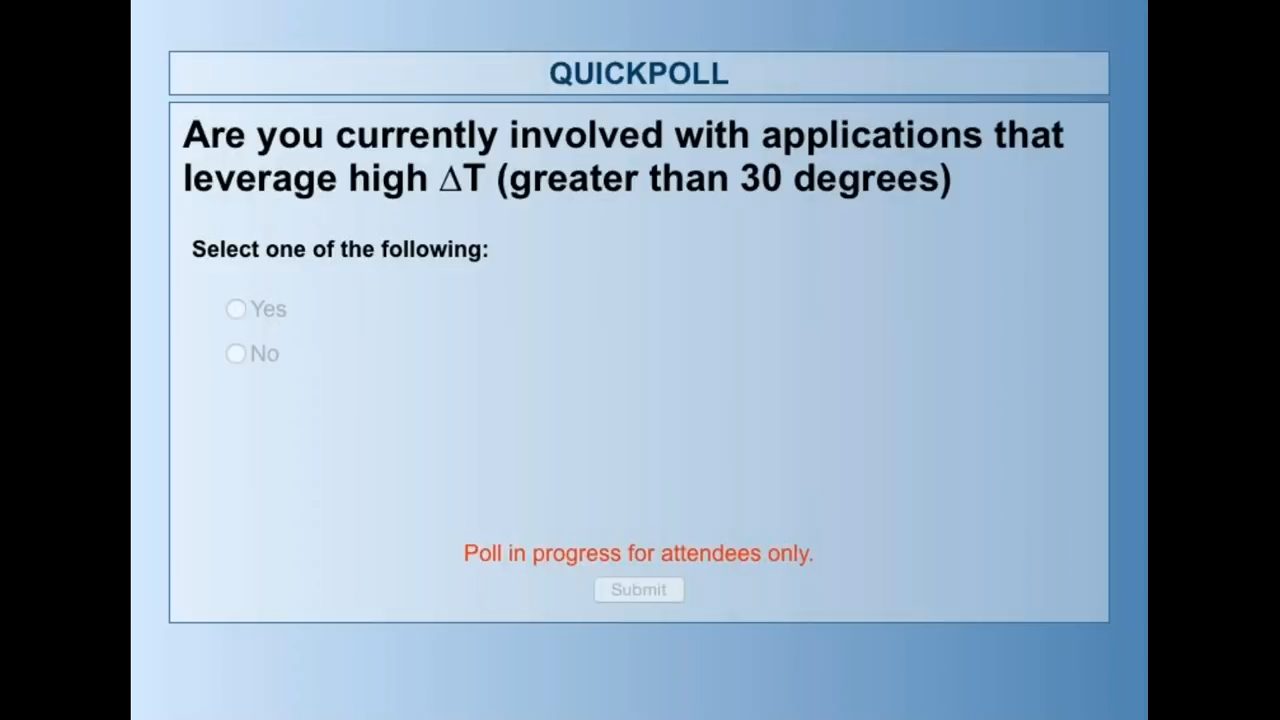 QUICKPOLL
Are you currently involved with applications that
leverage high ΔT (greater than 30 degrees)
Select one of the following:
Yes
No
Poll in progress for attendees only.
Submit